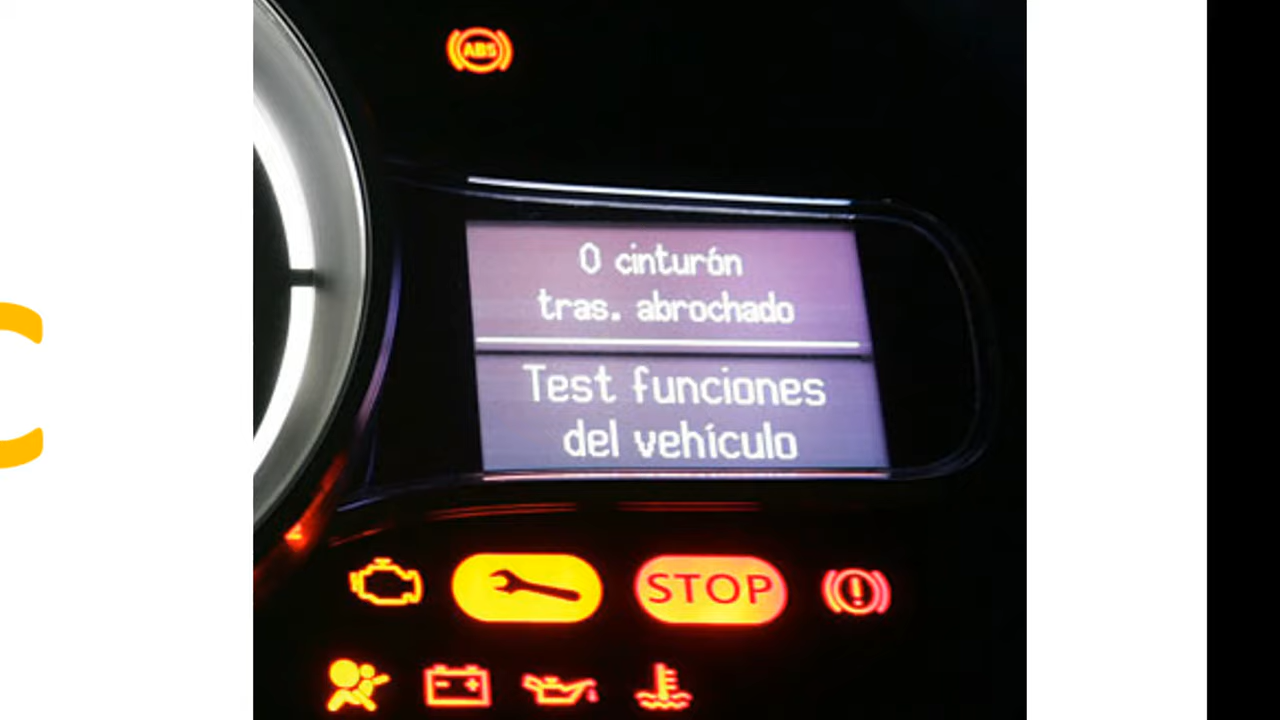 C
ABS
0 cinturón
tras. abrochado
Test funciones
del vehículo
STOP